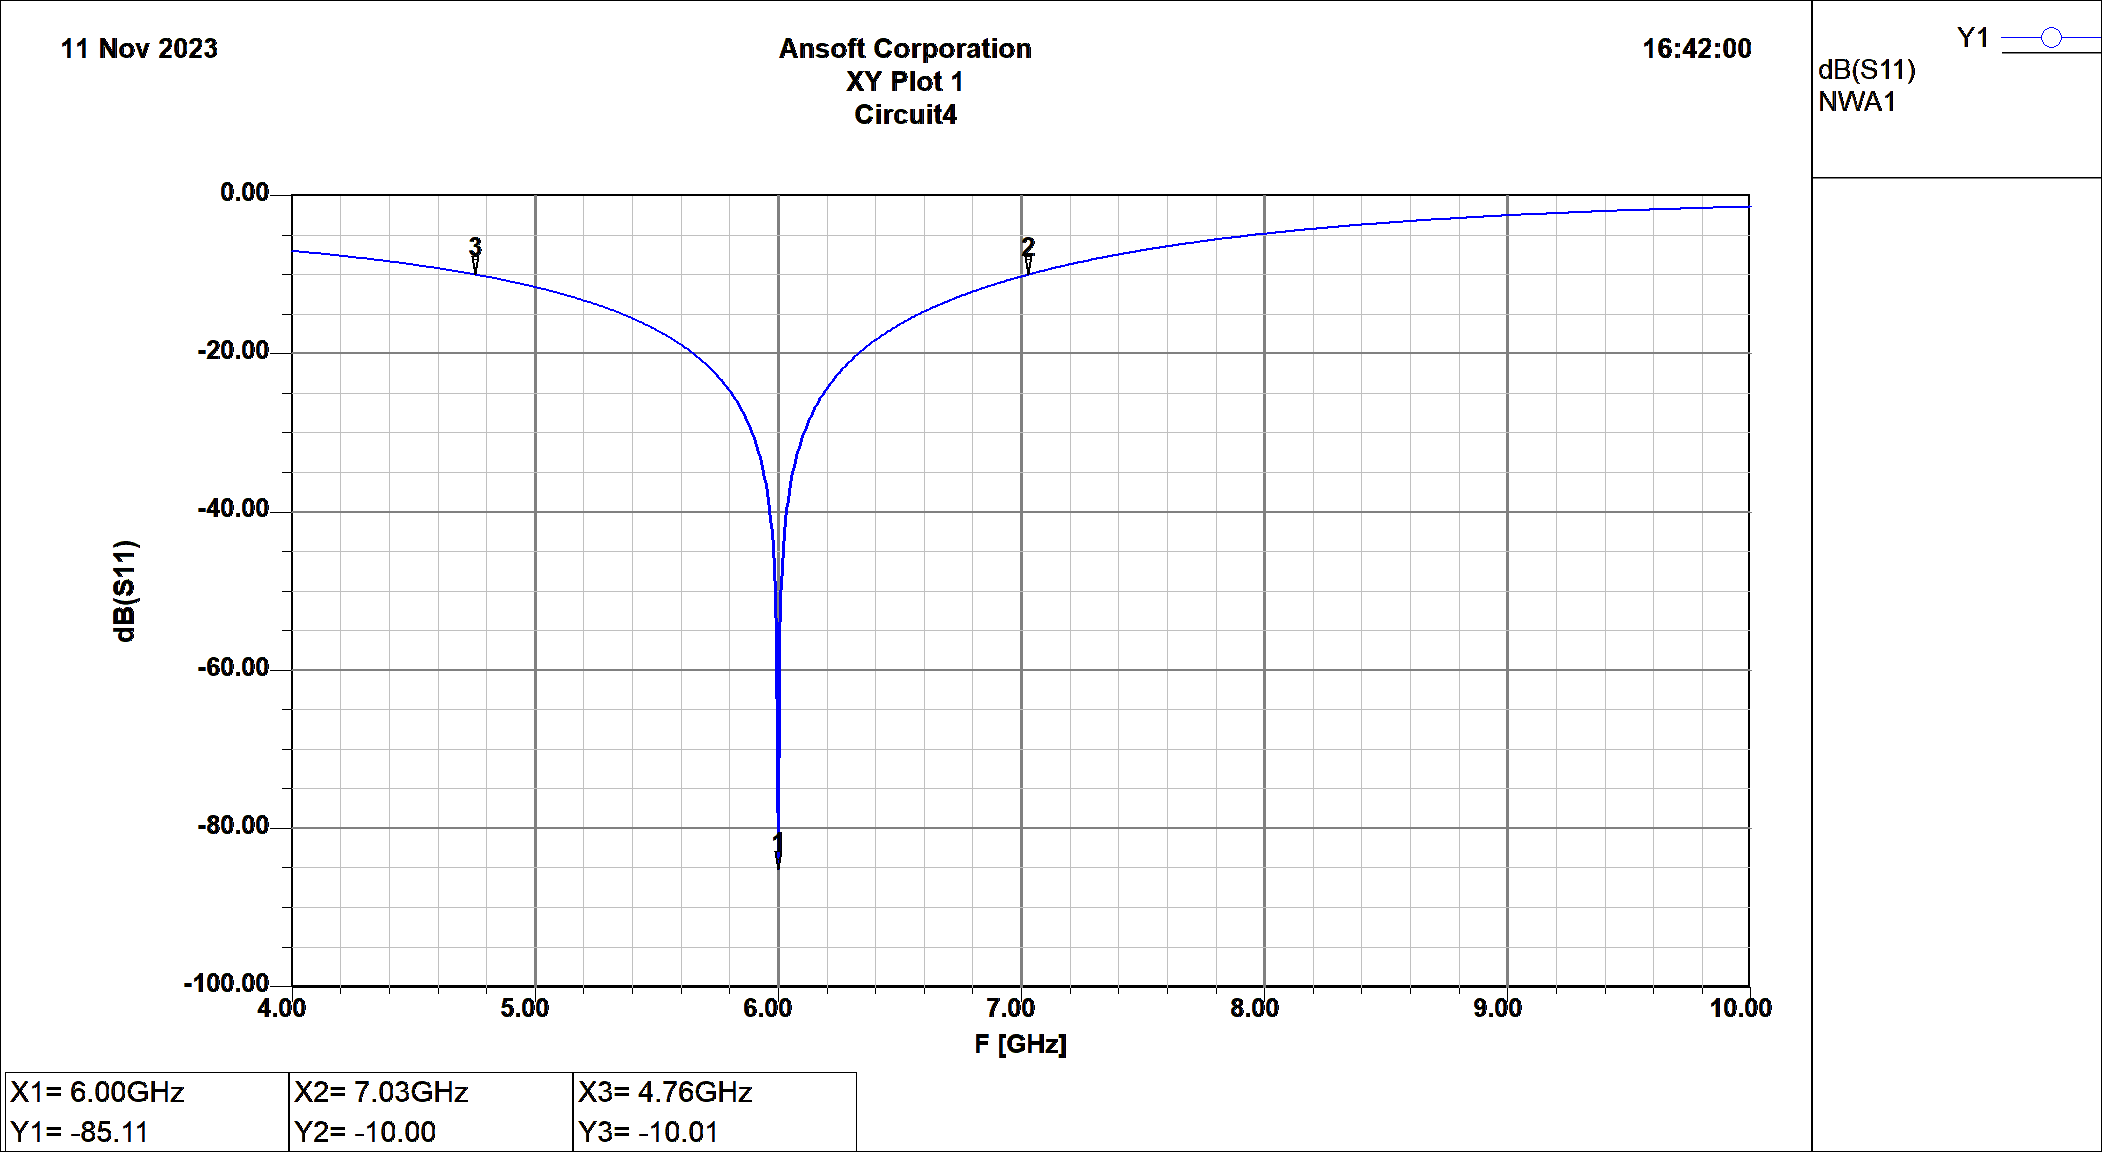 11 Nov 2023
Ansoft Corporation
16:42:00
XY Plot 1
Circuit4
Y1
dB(S11)
NWA1
0.00
-20.00
-40.00
-60.00
-80.00
-100.00
dB(S11)
3
2
1
4.00
5.00
6.00
7.00
8.00
9.00
10.00
F [GHz]
X1= 6.00GHz
Y1= -85.11
X2= 7.03GHz
Y2= -10.00
X3= 4.76GHz
Y3= -10.01